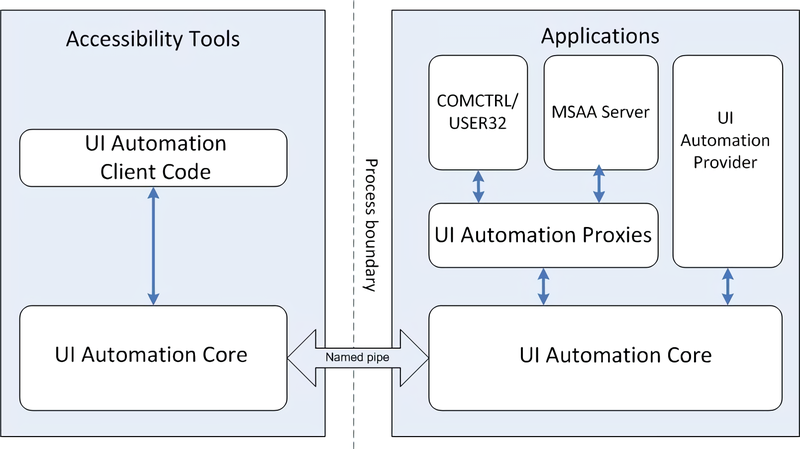 Accessibility Tools
UI Automation
Client Code
UI Automation Core
Process boundary
Named pipe
Applications
COMCTRL/
USER32
MSAA Server
UI
Automation
Provider
UI Automation Proxies
UI Automation Core